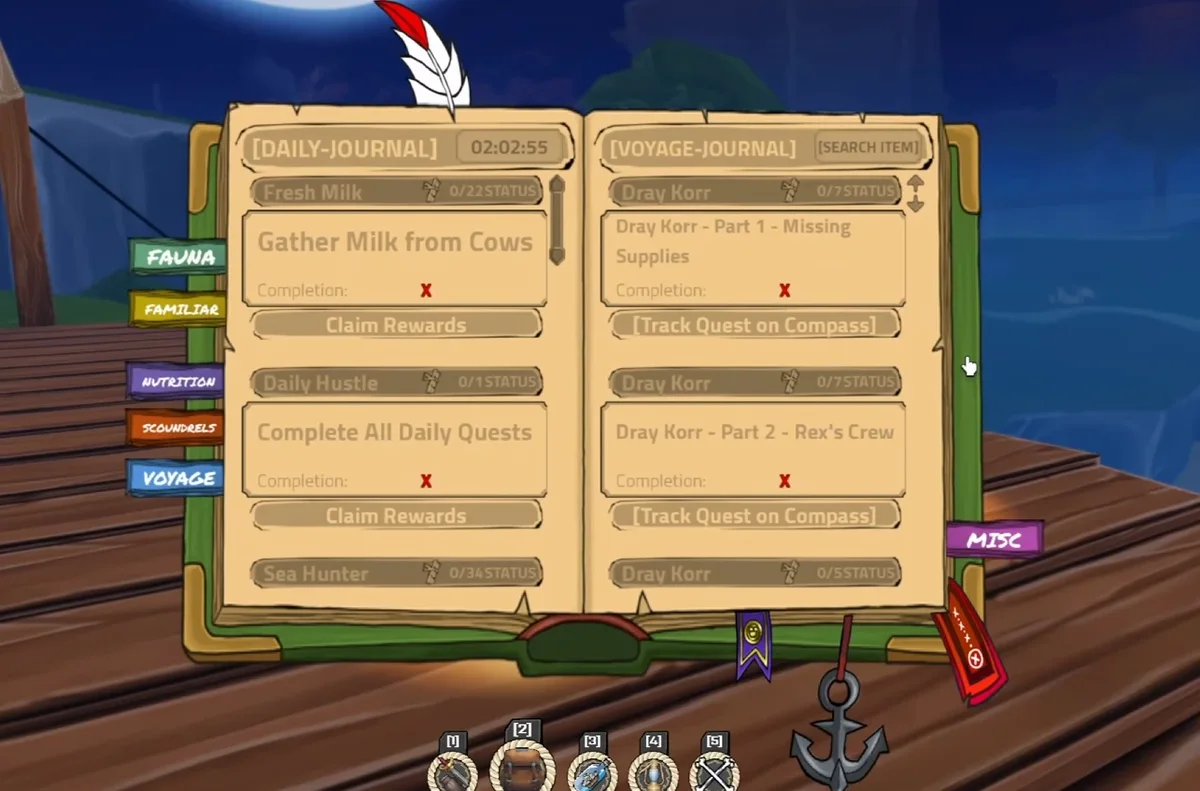 [DAILY-JOURNAL] 02:02:55
Fresh Milk 0/22STATUS
Gather Milk from Cows
Completion: X
Claim Rewards
Daily Hustle 0/1STATUS
Complete All Daily Quests
Completion: X
Claim Rewards
Sea Hunter 0/34STATUS
[VOYAGE-JOURNAL] [SEARCH ITEM]
Dray Korr 0/7STATUS
Dray Korr - Part 1 - Missing
Supplies
Completion: X
[Track Quest on Compass]
Dray Korr 0/7STATUS
Dray Korr - Part 2 - Rex's Crew
Completion: X
[Track Quest on Compass]
Dray Korr 0/5STATUS
FAUNA
FAMILIAR
NUTRITION
SCOUNDRELS
VOYAGE
MISC
[1] [2] [3] [4] [5]